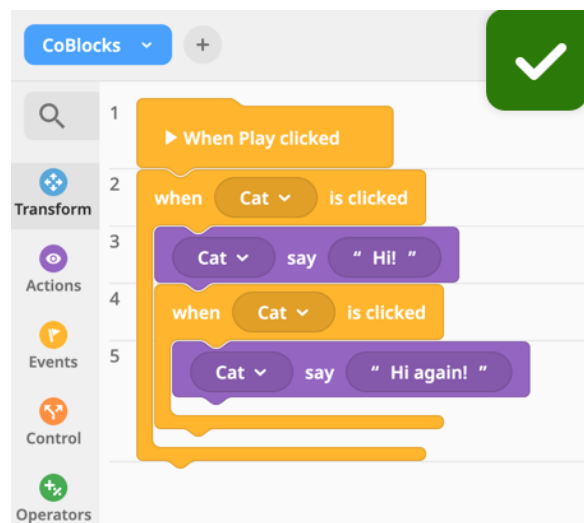 CoBlocks
+
1
When Play clicked
2
when Cat is clicked
Transform
3
Cat say “ Hi! ”
Actions
4
when Cat is clicked
Events
5
Cat say “ Hi again! ”
Control
Operators